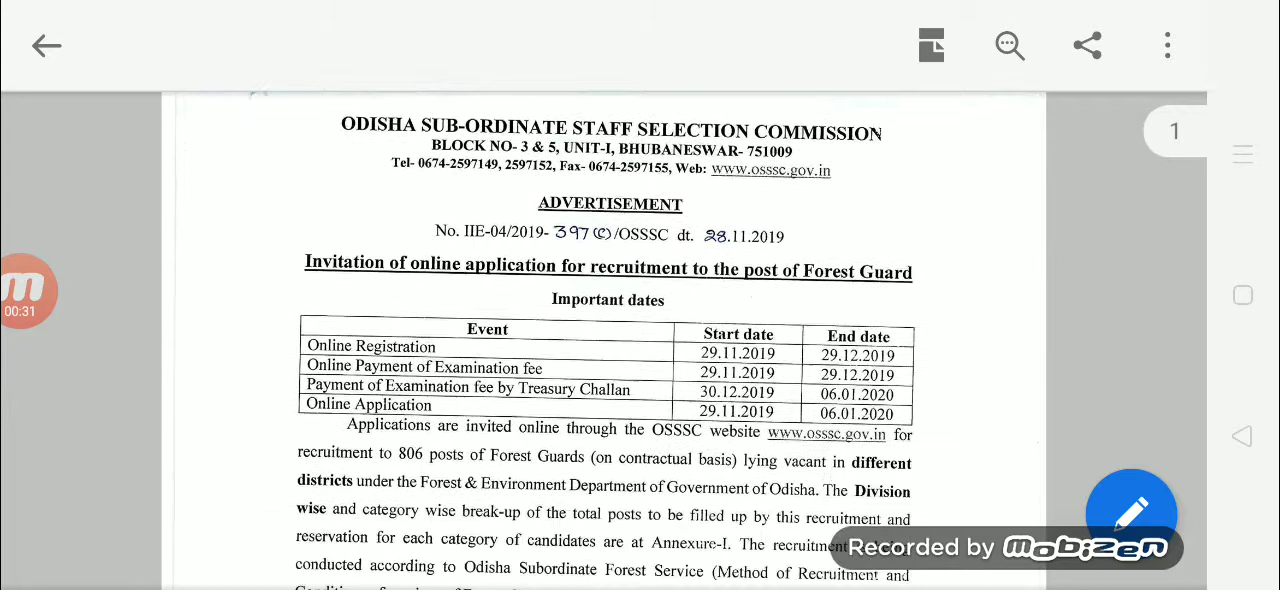 1
ODISHA SUB-ORDINATE STAFF SELECTION COMMISSION
BLOCK NO- 3 & 5, UNIT-I, BHUBANESWAR- 751009
Tel- 0674-2597149, 2597152, Fax- 0674-2597155, Web: www.osssc.gov.in
ADVERTISEMENT
No. IIE-04/2019- 397(C)/OSSSC dt. 28.11.2019
Invitation of online application for recruitment to the post of Forest Guard
Important dates
Event Start date End date
Online Registration 29.11.2019 29.12.2019
Online Payment of Examination fee 29.11.2019 29.12.2019
Payment of Examination fee by Treasury Challan 30.12.2019 06.01.2020
Online Application 29.11.2019 06.01.2020
Applications are invited online through the OSSSC website www.osssc.gov.in for
recruitment to 806 posts of Forest Guards (on contractual basis) lying vacant in different
districts under the Forest & Environment Department of Government of Odisha. The Division
wise and category wise break-up of the total posts to be filled up by this recruitment and
reservation for each category of candidates are at Annexure-I. The recruitment
conducted according to Odisha Subordinate Forest Service (Method of Recruitment and
m
00:31
Recorded by Mobizen